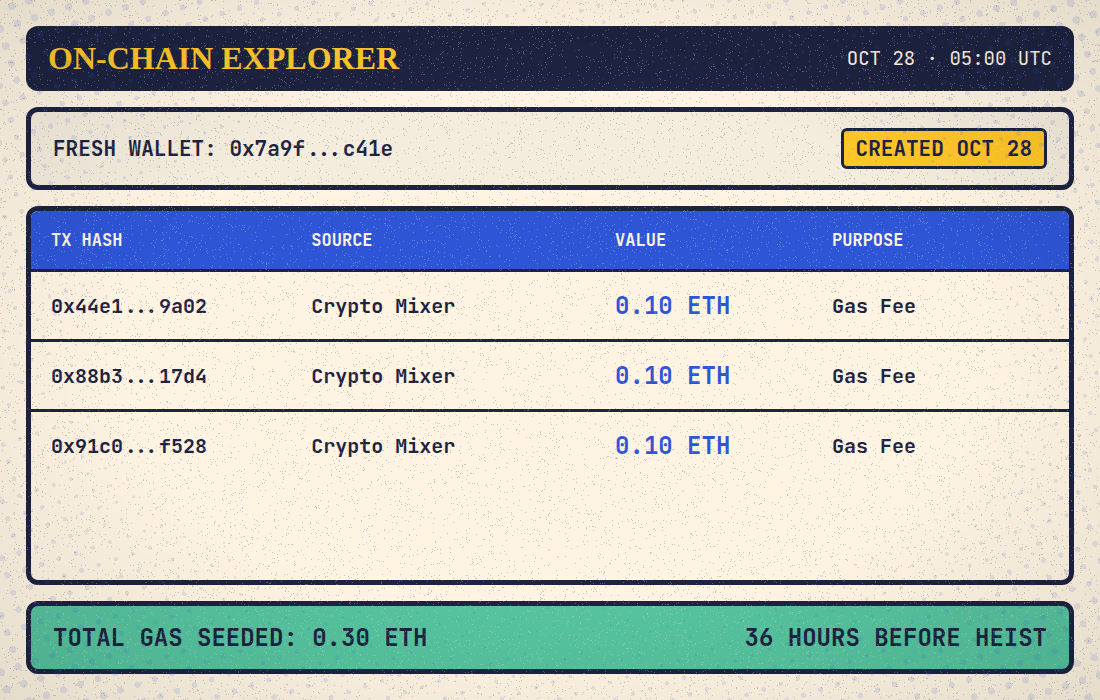 ON-CHAIN EXPLORER OCT 28 · 05:00 UTC
FRESH WALLET: 0x7a9f...c41e CREATED OCT 28
TX HASH SOURCE VALUE PURPOSE
0x44e1...9a02 Crypto Mixer 0.10 ETH Gas Fee
0x88b3...17d4 Crypto Mixer 0.10 ETH Gas Fee
0x91c0...f528 Crypto Mixer 0.10 ETH Gas Fee
TOTAL GAS SEEDED: 0.30 ETH 36 HOURS BEFORE HEIST